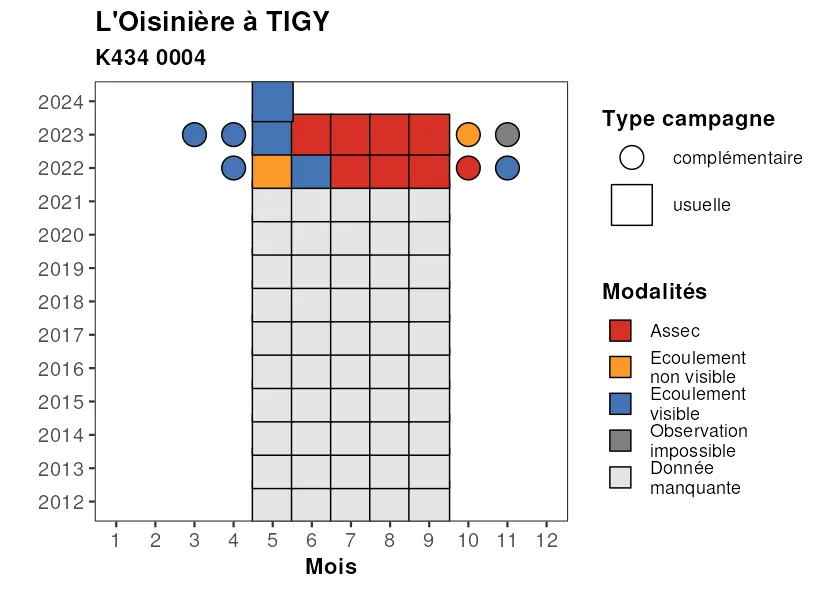 L'Oisinière à TIGY
K434 0004
2024
2023
2022
2021
2020
2019
2018
2017
2016
2015
2014
2013
2012
1 2 3 4 5 6 7 8 9 10 11 12
Mois
Type campagne
complémentaire
usuelle
Modalités
Assec
Ecoulement
non visible
Ecoulement
visible
Observation
impossible
Donnée
manquante